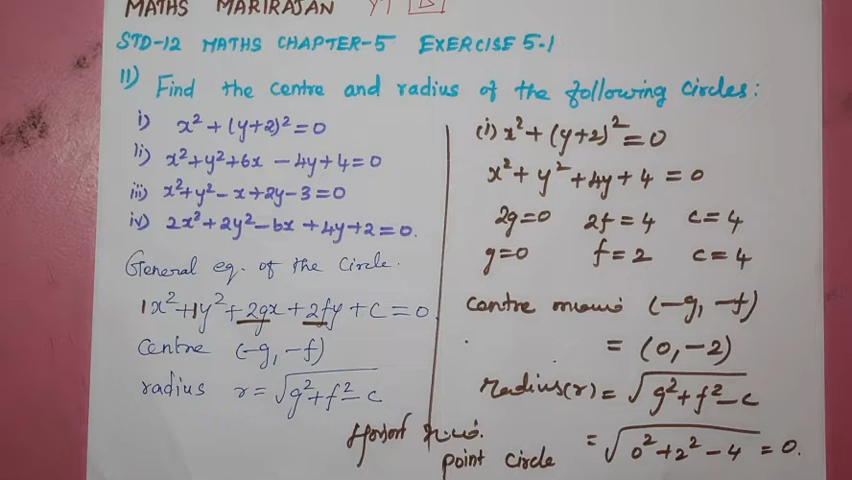 MATHS MARIRAJAN
STD-12 MATHS CHAPTER-5 EXERCISE 5.1
11) Find the centre and radius of the following circles:
i) x² + (y+2)² = 0
ii) x² + y² + 6x - 4y + 4 = 0
iii) x² + y² - x + 2y - 3 = 0
iv) 2x² + 2y² - 6x + 4y + 2 = 0.
General eq. of the Circle.
1x² + 1y² + 2gx + 2fy + c = 0
Centre (-g, -f)
radius r = √g² + f² - c
(i) x² + (y+2)² = 0
x² + y² + 4y + 4 = 0
2g = 0 2f = 4 c = 4
g = 0 f = 2 c = 4
centre (-g, -f)
= (0, -2)
Radius(r) = √g² + f² - c
= √0² + 2² - 4 = 0.
point circle